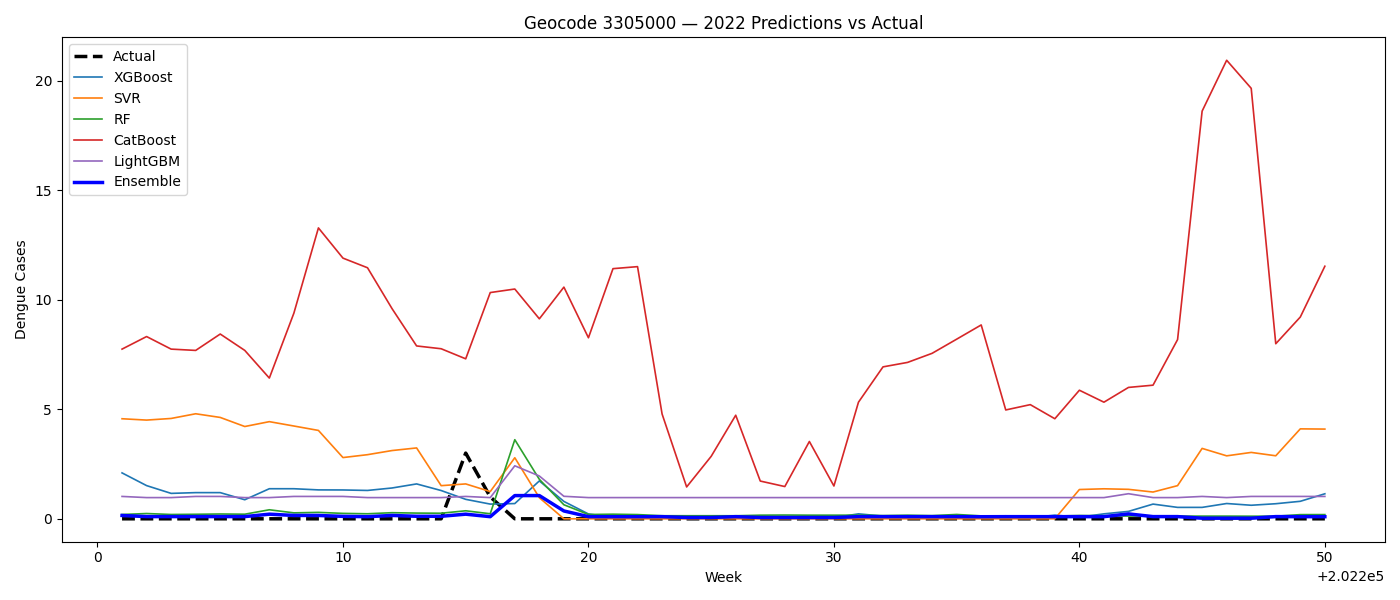 Geocode 3305000 — 2022 Predictions vs Actual
Actual
XGBoost
SVR
RF
CatBoost
LightGBM
Ensemble
Dengue Cases
20
15
10
5
0
0 10 20 30 40 50
Week
+2.022e5